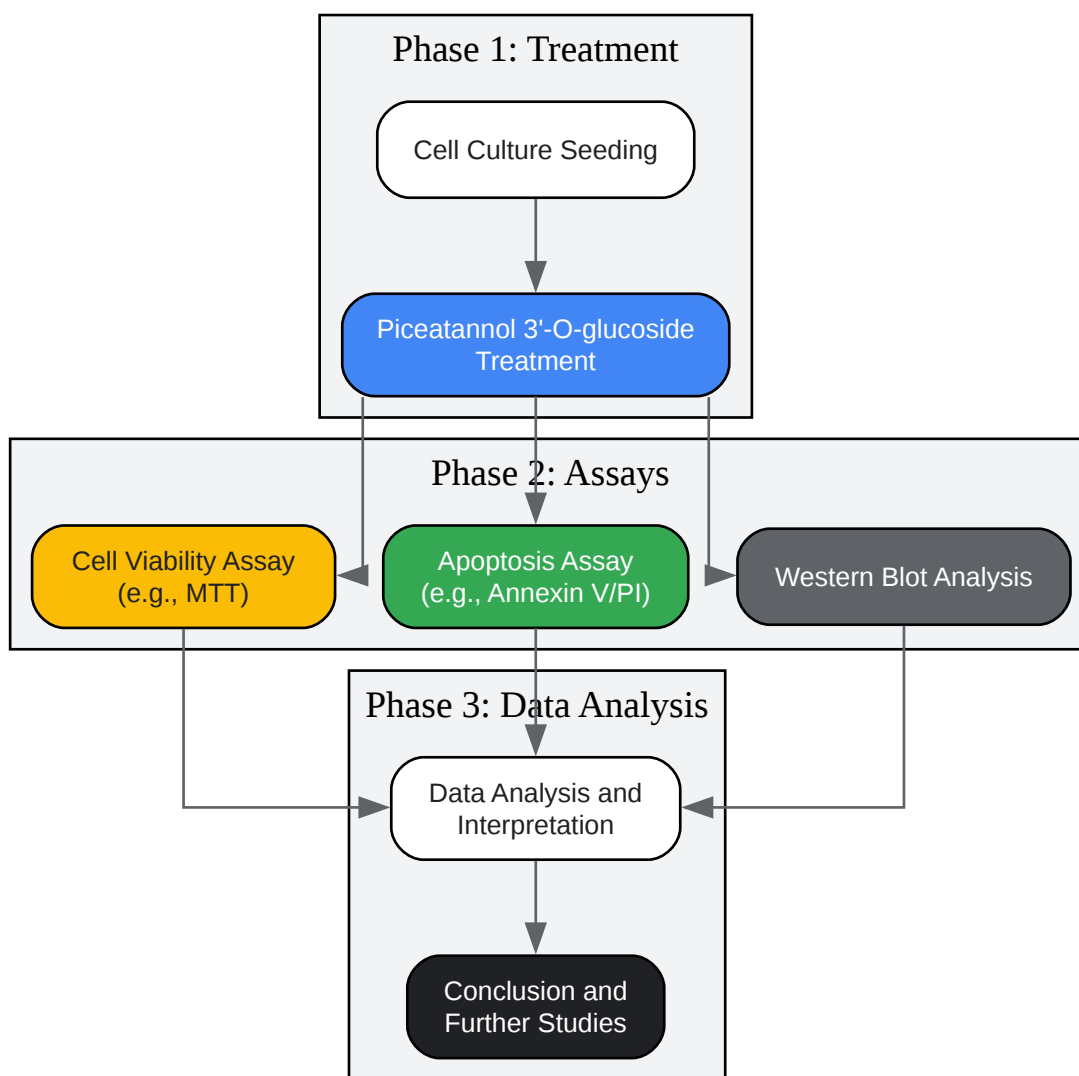 Phase 1: Treatment
Cell Culture Seeding
Piceatannol 3'-O-glucoside
Treatment
Phase 2: Assays
Cell Viability Assay
(e.g., MTT)
Apoptosis Assay
(e.g., Annexin V/PI)
Western Blot Analysis
Phase 3: Data Analysis
Data Analysis and
Interpretation
Conclusion and
Further Studies